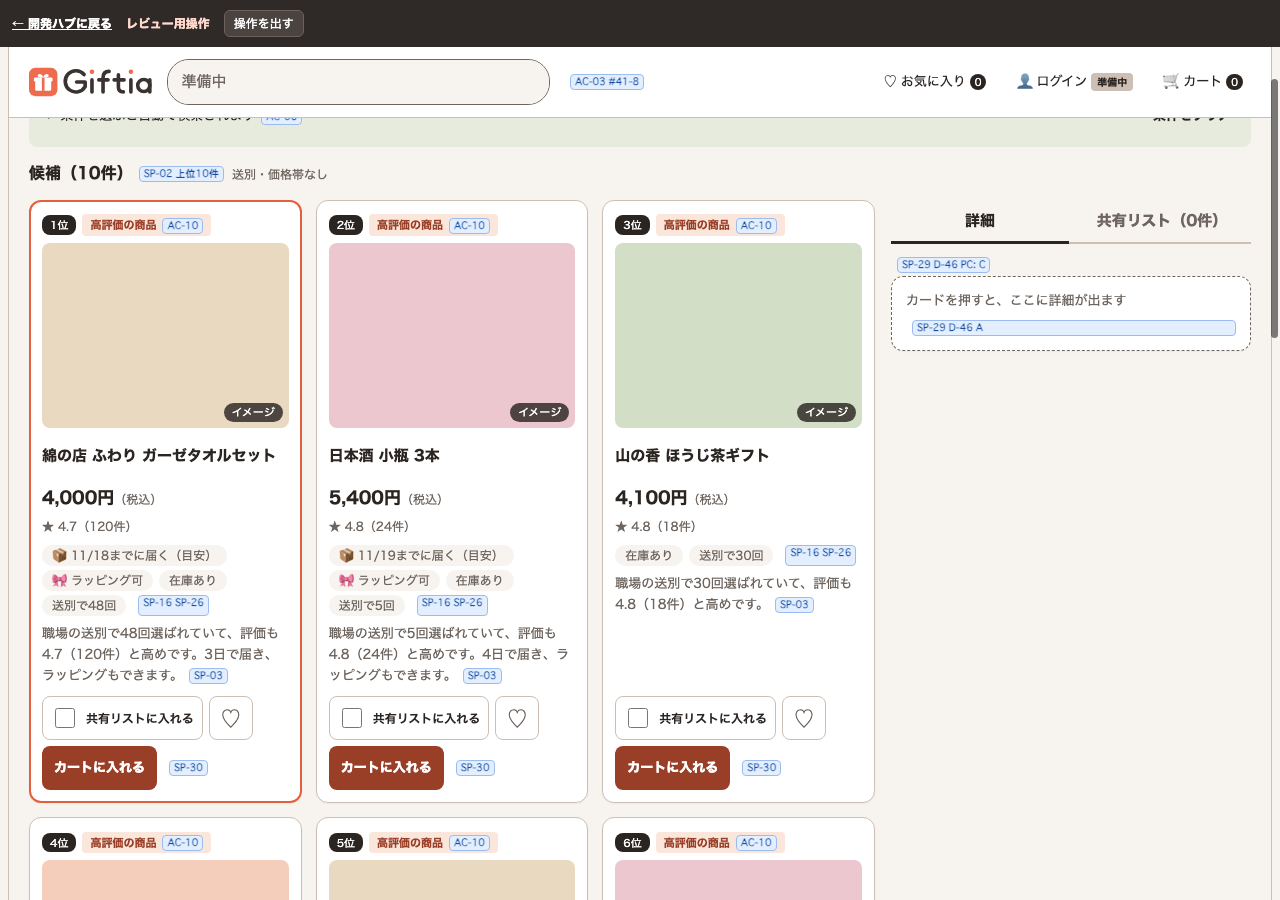 ← 開発ハブに戻る レビュー用操作 操作を出す
Giftia 準備中 AC-03 #41-8 ♡ お気に入り 0 👤 ログイン 準備中 🛒 カート 0
候補（10件） SP-02 上位10件 送別・価格帯なし
1位 高評価の商品 AC-10
イメージ
綿の店 ふわり ガーゼタオルセット
4,000円（税込）
★ 4.7（120件）
📦 11/18までに届く（目安）
🎀 ラッピング可 在庫あり
送別で48回 SP-16 SP-26
職場の送別で48回選ばれていて、評価も
4.7（120件）と高めです。3日で届き、
ラッピングもできます。 SP-03
共有リストに入れる ♡
カートに入れる SP-30
2位 高評価の商品 AC-10
イメージ
日本酒 小瓶 3本
5,400円（税込）
★ 4.8（24件）
📦 11/19までに届く（目安）
🎀 ラッピング可 在庫あり
送別で5回 SP-16 SP-26
職場の送別で5回選ばれていて、評価も
4.8（24件）と高めです。4日で届き、ラ
ッピングもできます。 SP-03
共有リストに入れる ♡
カートに入れる SP-30
3位 高評価の商品 AC-10
イメージ
山の香 ほうじ茶ギフト
4,100円（税込）
★ 4.8（18件）
在庫あり 送別で30回 SP-16 SP-26
職場の送別で30回選ばれていて、評価も
4.8（18件）と高めです。 SP-03
共有リストに入れる ♡
カートに入れる SP-30
詳細 共有リスト（0件）
SP-29 D-46 PC: C
カードを押すと、ここに詳細が出ます
SP-29 D-46 A
4位 高評価の商品 AC-10
5位 高評価の商品 AC-10
6位 高評価の商品 AC-10